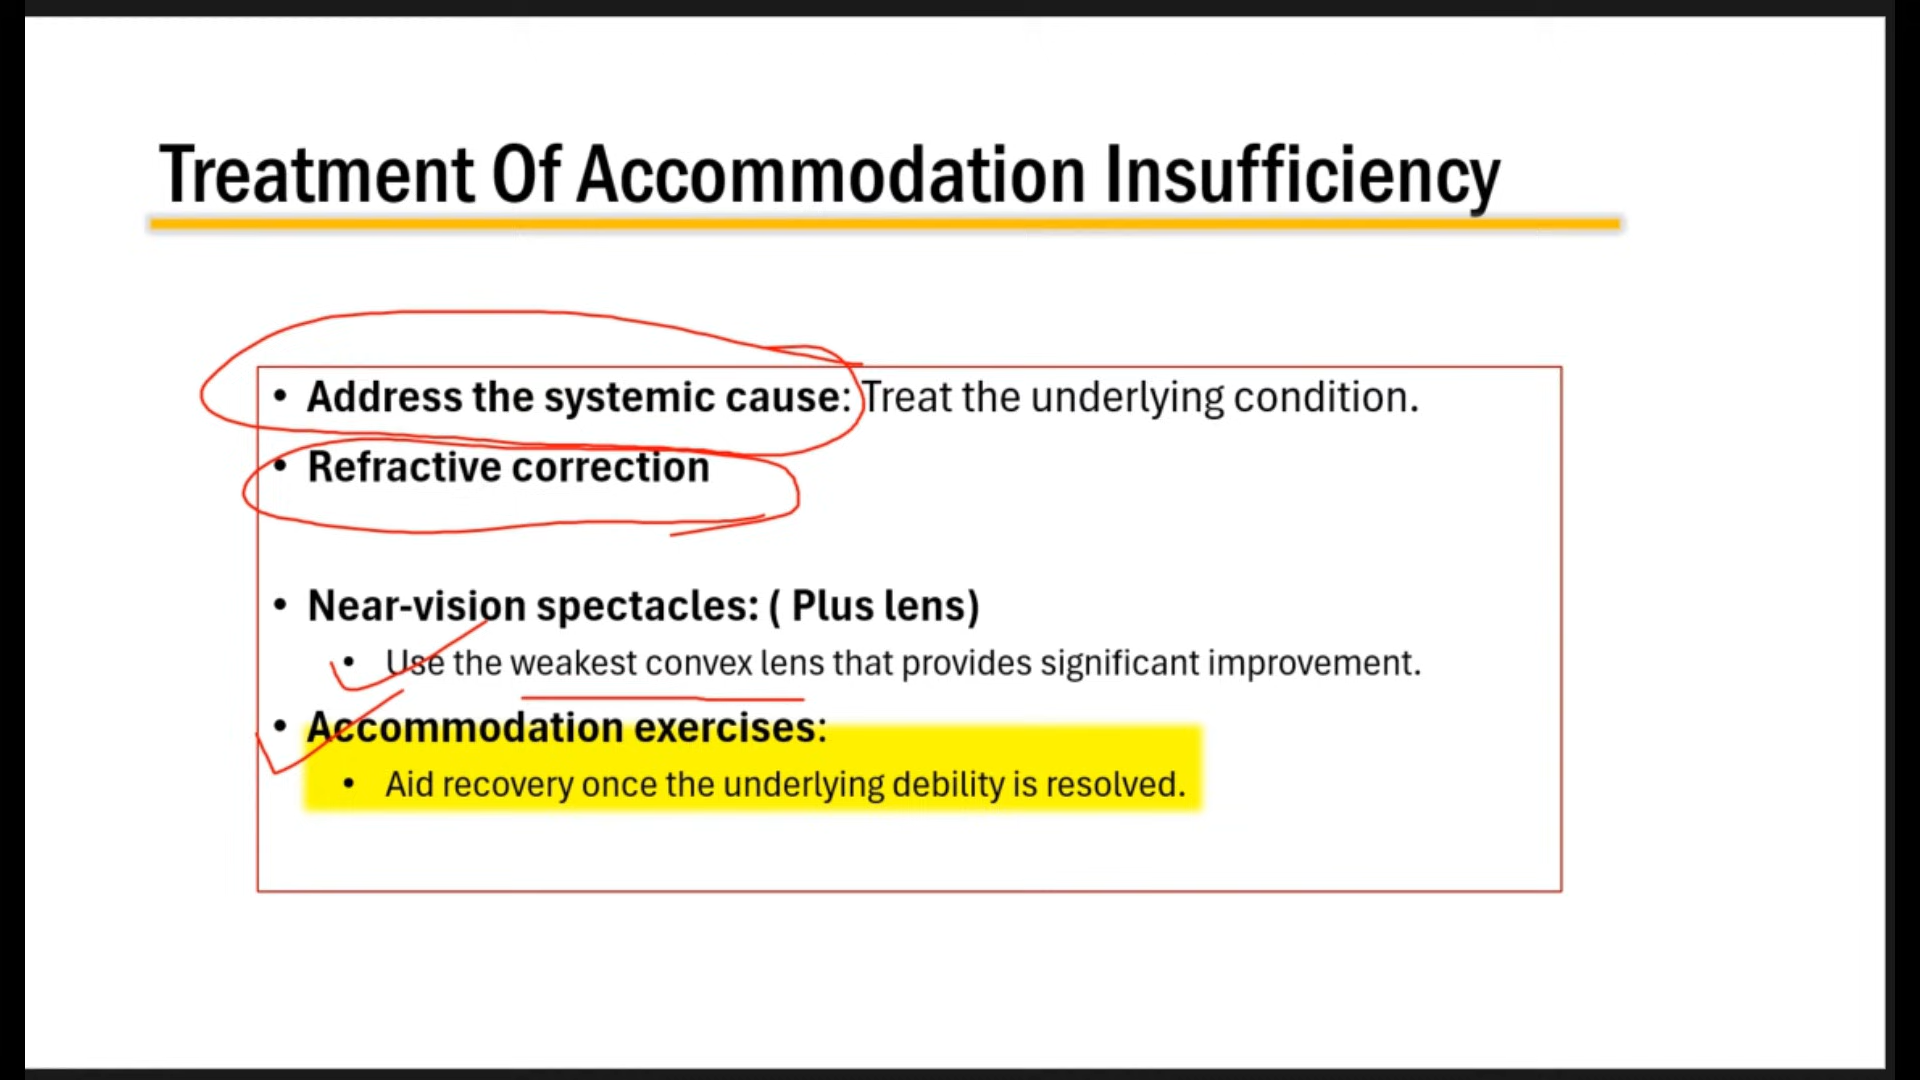 Treatment Of Accommodation Insufficiency
• Address the systemic cause: Treat the underlying condition.
• Refractive correction
• Near-vision spectacles: ( Plus lens)
• Use the weakest convex lens that provides significant improvement.
• Accommodation exercises:
• Aid recovery once the underlying debility is resolved.